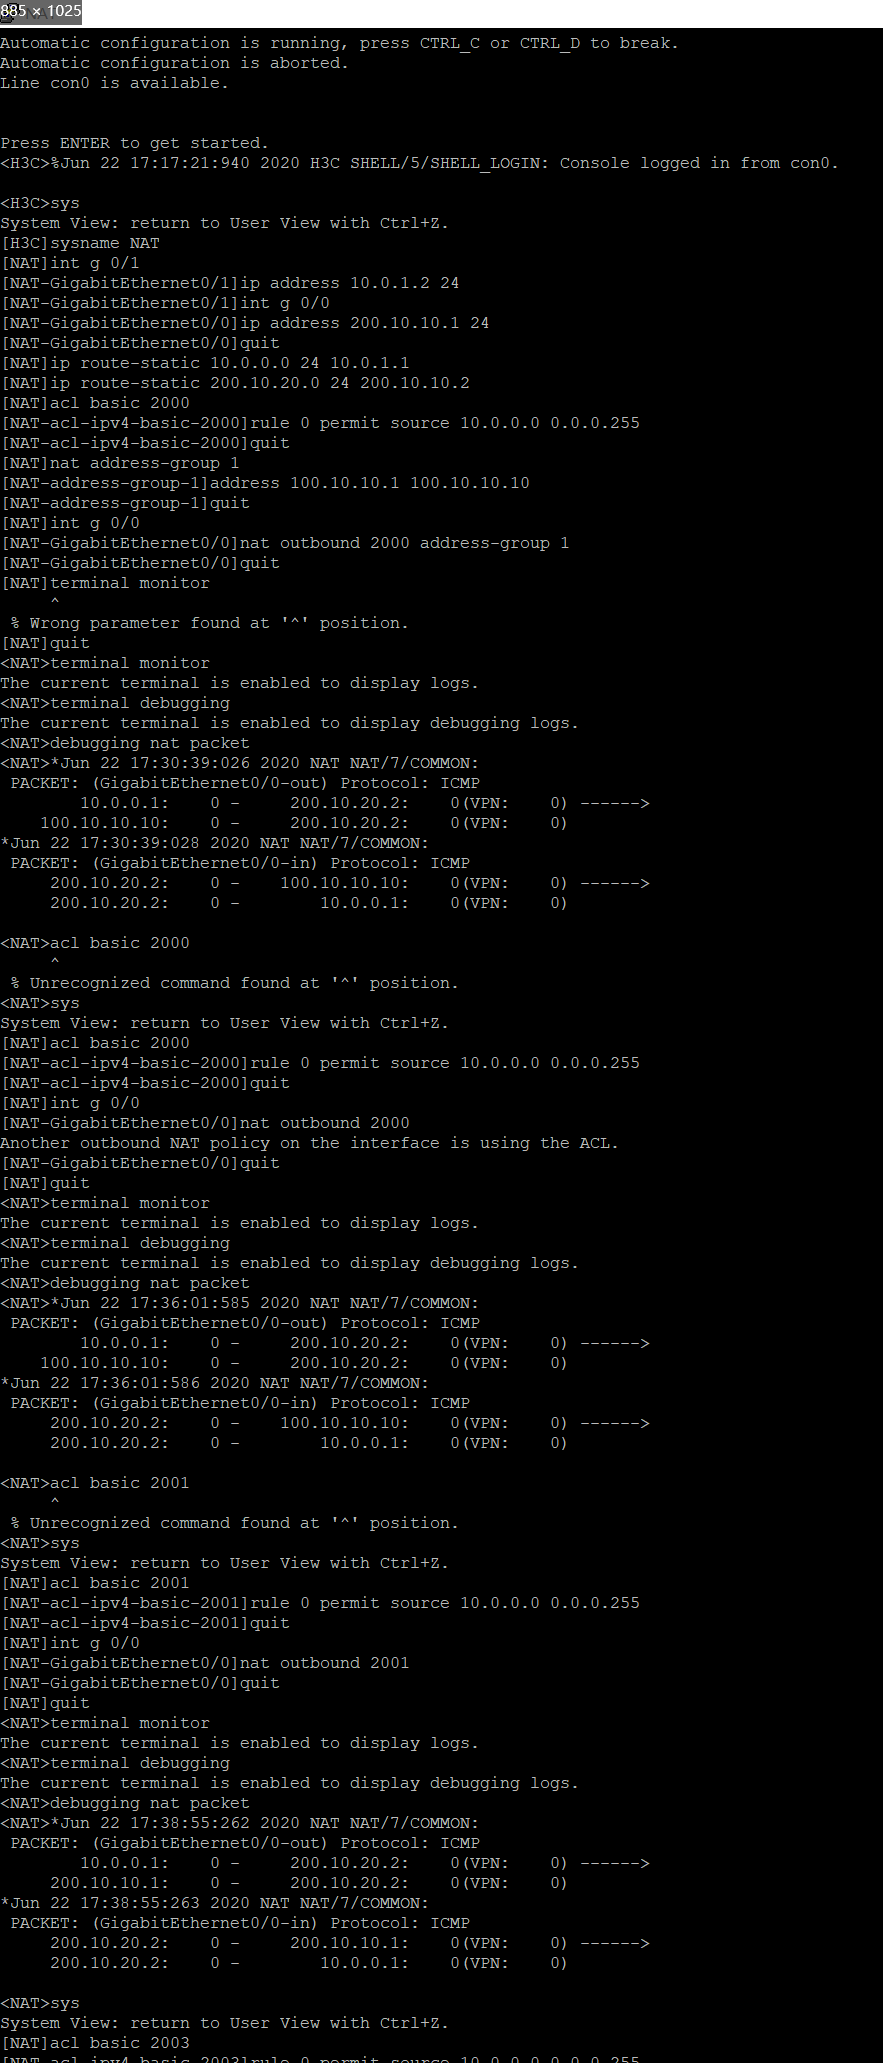 885 × 1025
NAT
Automatic configuration is running, press CTRL_C or CTRL_D to break.
Automatic configuration is aborted.
Line con0 is available.
Press ENTER to get started.
<H3C>%Jun 22 17:17:21:940 2020 H3C SHELL/5/SHELL_LOGIN: Console logged in from con0.
<H3C>sys
System View: return to User View with Ctrl+Z.
[H3C]sysname NAT
[NAT]int g 0/1
[NAT-GigabitEthernet0/1]ip address 10.0.1.2 24
[NAT-GigabitEthernet0/1]int g 0/0
[NAT-GigabitEthernet0/0]ip address 200.10.10.1 24
[NAT-GigabitEthernet0/0]quit
[NAT]ip route-static 10.0.0.0 24 10.0.1.1
[NAT]ip route-static 200.10.20.0 24 200.10.10.2
[NAT]acl basic 2000
[NAT-acl-ipv4-basic-2000]rule 0 permit source 10.0.0.0 0.0.0.255
[NAT-acl-ipv4-basic-2000]quit
[NAT]nat address-group 1
[NAT-address-group-1]address 100.10.10.1 100.10.10.10
[NAT-address-group-1]quit
[NAT]int g 0/0
[NAT-GigabitEthernet0/0]nat outbound 2000 address-group 1
[NAT-GigabitEthernet0/0]quit
[NAT]terminal monitor
^
% Wrong parameter found at '^' position.
[NAT]quit
<NAT>terminal monitor
The current terminal is enabled to display logs.
<NAT>terminal debugging
The current terminal is enabled to display debugging logs.
<NAT>debugging nat packet
<NAT>*Jun 22 17:30:39:026 2020 NAT NAT/7/COMMON:
PACKET: (GigabitEthernet0/0-out) Protocol: ICMP
10.0.0.1:    0 -     200.10.20.2:    0(VPN:    0) ------>
100.10.10.10:    0 -     200.10.20.2:    0(VPN:    0)
*Jun 22 17:30:39:028 2020 NAT NAT/7/COMMON:
PACKET: (GigabitEthernet0/0-in) Protocol: ICMP
200.10.20.2:    0 -    100.10.10.10:    0(VPN:    0) ------>
200.10.20.2:    0 -        10.0.0.1:    0(VPN:    0)
<NAT>acl basic 2000
^
% Unrecognized command found at '^' position.
<NAT>sys
System View: return to User View with Ctrl+Z.
[NAT]acl basic 2000
[NAT-acl-ipv4-basic-2000]rule 0 permit source 10.0.0.0 0.0.0.255
[NAT-acl-ipv4-basic-2000]quit
[NAT]int g 0/0
[NAT-GigabitEthernet0/0]nat outbound 2000
Another outbound NAT policy on the interface is using the ACL.
[NAT-GigabitEthernet0/0]quit
[NAT]quit
<NAT>terminal monitor
The current terminal is enabled to display logs.
<NAT>terminal debugging
The current terminal is enabled to display debugging logs.
<NAT>debugging nat packet
<NAT>*Jun 22 17:36:01:585 2020 NAT NAT/7/COMMON:
PACKET: (GigabitEthernet0/0-out) Protocol: ICMP
10.0.0.1:    0 -     200.10.20.2:    0(VPN:    0) ------>
100.10.10.10:    0 -     200.10.20.2:    0(VPN:    0)
*Jun 22 17:36:01:586 2020 NAT NAT/7/COMMON:
PACKET: (GigabitEthernet0/0-in) Protocol: ICMP
200.10.20.2:    0 -    100.10.10.10:    0(VPN:    0) ------>
200.10.20.2:    0 -        10.0.0.1:    0(VPN:    0)
<NAT>acl basic 2001
^
% Unrecognized command found at '^' position.
<NAT>sys
System View: return to User View with Ctrl+Z.
[NAT]acl basic 2001
[NAT-acl-ipv4-basic-2001]rule 0 permit source 10.0.0.0 0.0.0.255
[NAT-acl-ipv4-basic-2001]quit
[NAT]int g 0/0
[NAT-GigabitEthernet0/0]nat outbound 2001
[NAT-GigabitEthernet0/0]quit
[NAT]quit
<NAT>terminal monitor
The current terminal is enabled to display logs.
<NAT>terminal debugging
The current terminal is enabled to display debugging logs.
<NAT>debugging nat packet
<NAT>*Jun 22 17:38:55:262 2020 NAT NAT/7/COMMON:
PACKET: (GigabitEthernet0/0-out) Protocol: ICMP
10.0.0.1:    0 -     200.10.20.2:    0(VPN:    0) ------>
200.10.10.1:    0 -     200.10.20.2:    0(VPN:    0)
*Jun 22 17:38:55:263 2020 NAT NAT/7/COMMON:
PACKET: (GigabitEthernet0/0-in) Protocol: ICMP
200.10.20.2:    0 -     200.10.10.1:    0(VPN:    0) ------>
200.10.20.2:    0 -        10.0.0.1:    0(VPN:    0)
<NAT>sys
System View: return to User View with Ctrl+Z.
[NAT]acl basic 2003
[NAT-acl-ipv4-basic-2003]rule 0 permit source 10.0.0.0 0.0.0.255